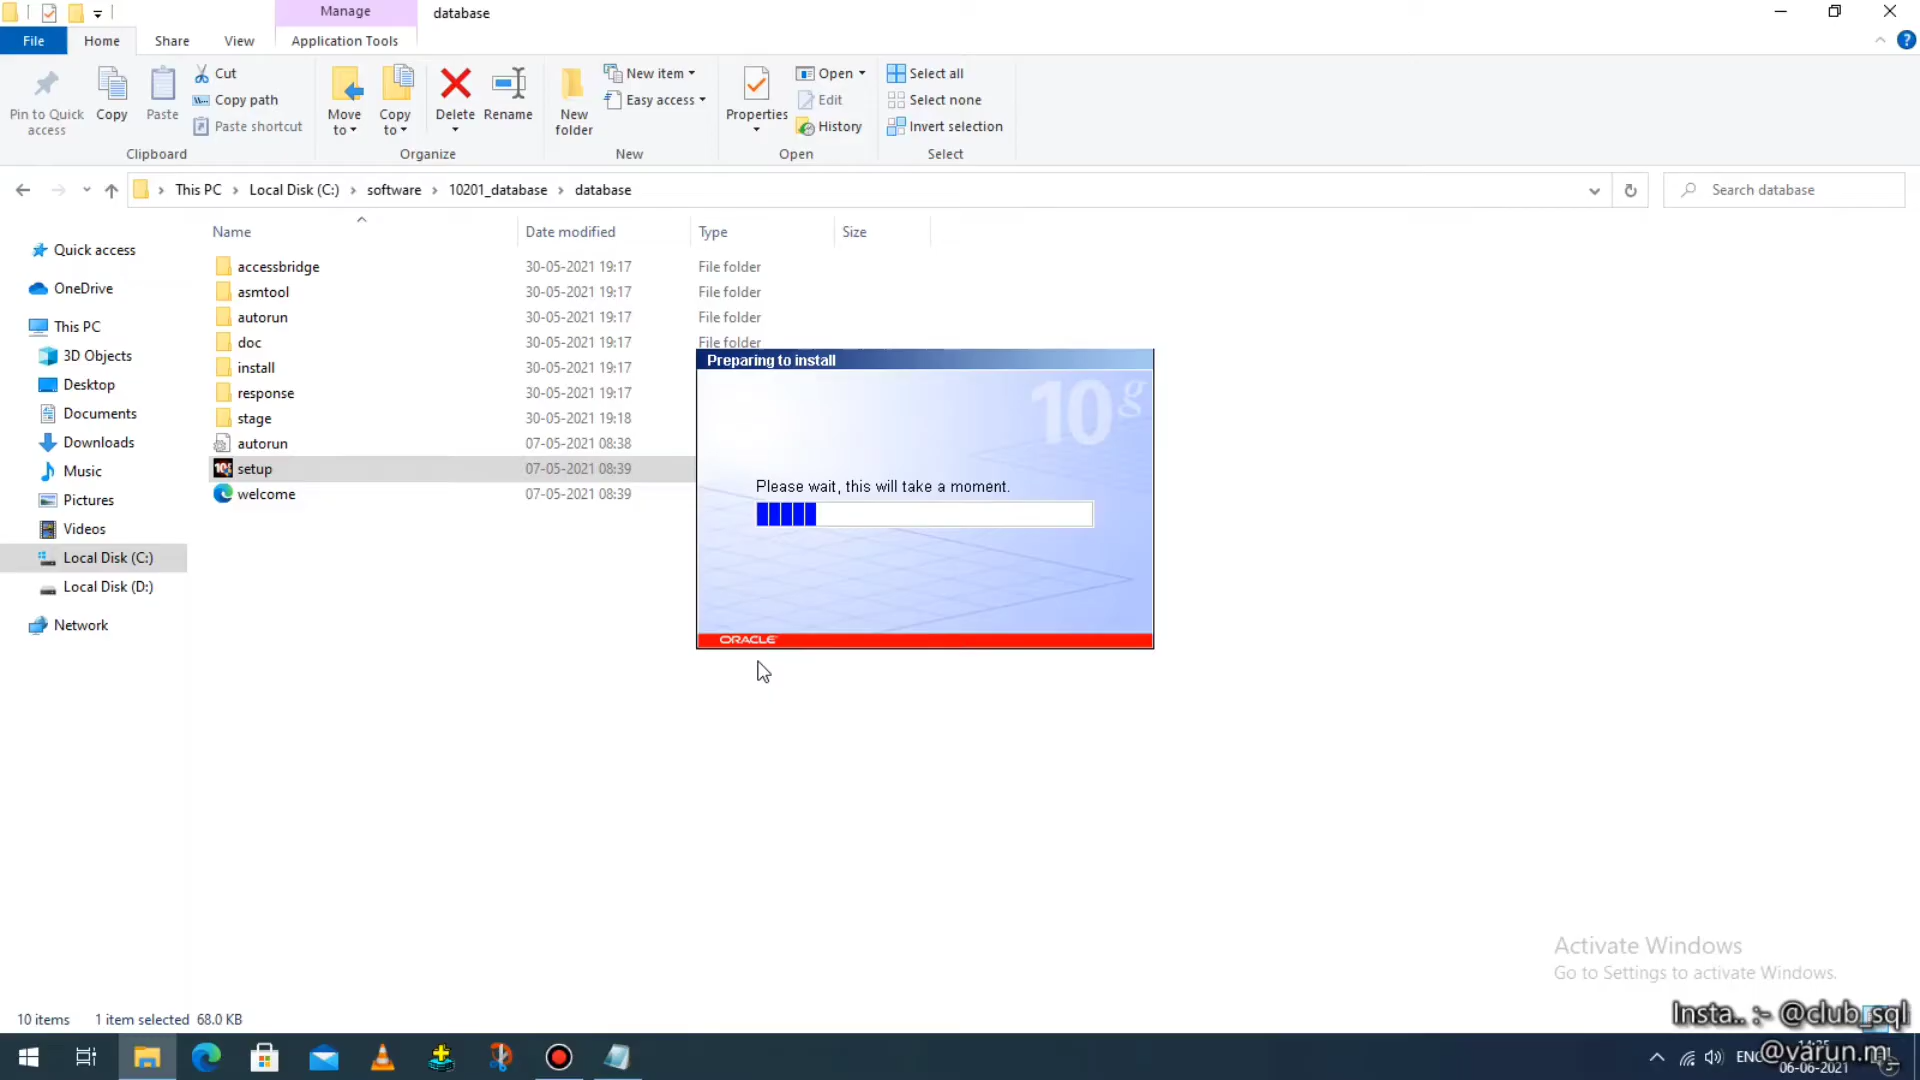 Manage
database
File
Home
Share
View
Application Tools
Pin to Quick access
Copy
Paste
Cut
Copy path
Paste shortcut
Clipboard
Move to
Copy to
Delete
Rename
Organize
New folder
New item
Easy access
New
Properties
Open
Edit
History
Open
Select all
Select none
Invert selection
Select
This PC
Local Disk (C:)
software
10201_database
database
Search database
Name
Date modified
Type
Size
Quick access
OneDrive
This PC
3D Objects
Desktop
Documents
Downloads
Music
Pictures
Videos
Local Disk (C:)
Local Disk (D:)
Network
accessbridge 30-05-2021 19:17 File folder
asmtool 30-05-2021 19:17 File folder
autorun 30-05-2021 19:17 File folder
doc 30-05-2021 19:17 File folder
install 30-05-2021 19:17
response 30-05-2021 19:17
stage 30-05-2021 19:18
autorun 07-05-2021 08:38
setup 07-05-2021 08:39
welcome 07-05-2021 08:39
Preparing to install
10g
Please wait, this will take a moment.
ORACLE
Activate Windows
Go to Settings to activate Windows.
10 items
1 item selected 68.0 KB
Insta.. :- @club_sql
@varun.m
ENG
06-06-2021